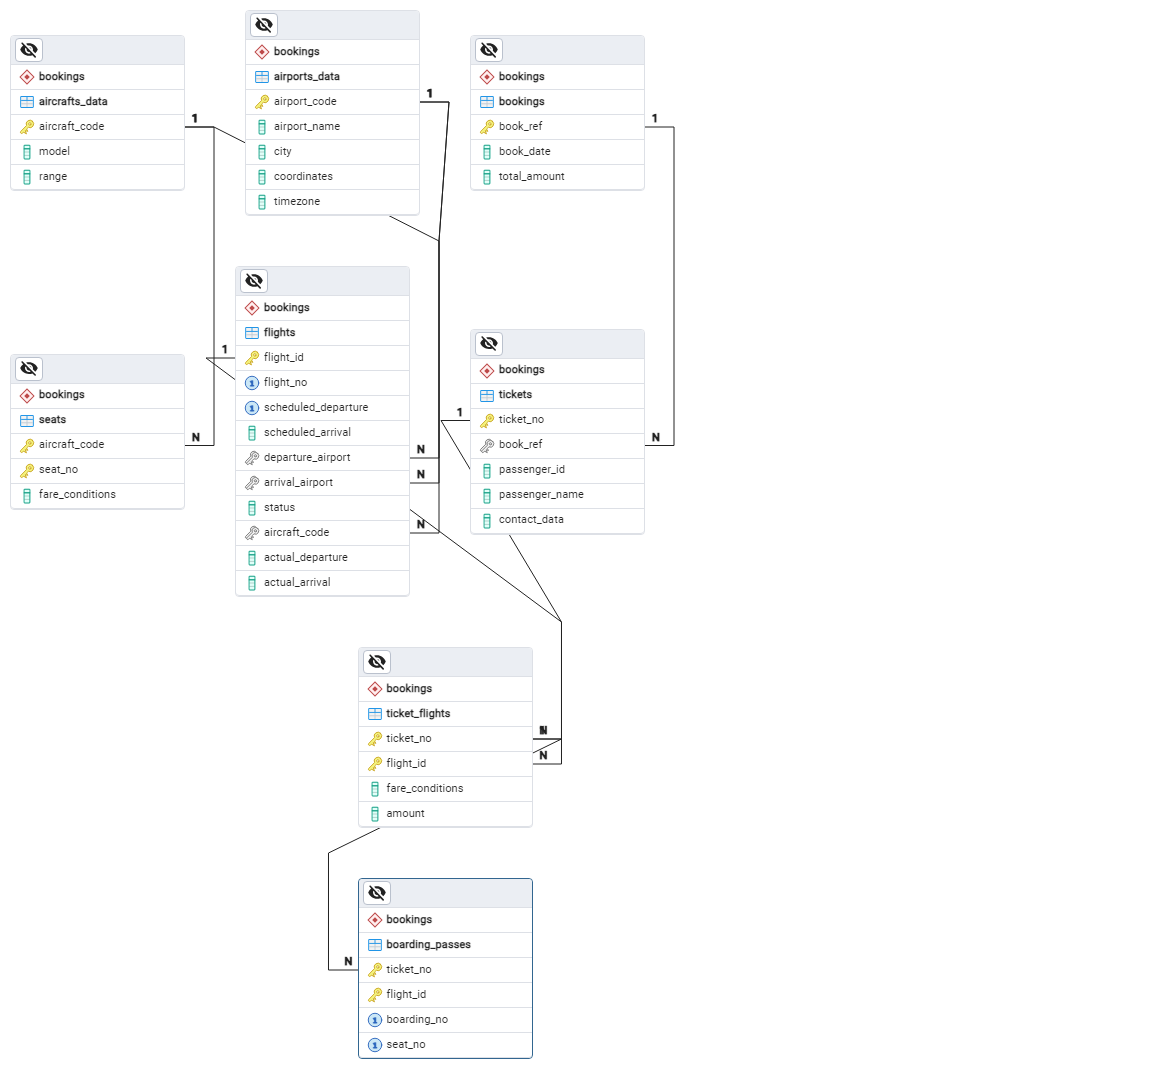 bookings
aircrafts_data
aircraft_code
model
range
1
bookings
airports_data
airport_code
airport_name
city
coordinates
timezone
1
bookings
bookings
book_ref
book_date
total_amount
1
bookings
seats
aircraft_code
seat_no
fare_conditions
N
bookings
flights
1
flight_id
flight_no
scheduled_departure
scheduled_arrival
departure_airport
N
arrival_airport
N
status
aircraft_code
N
actual_departure
actual_arrival
bookings
tickets
1
ticket_no
book_ref
N
passenger_id
passenger_name
contact_data
bookings
ticket_flights
ticket_no
flight_id
N
fare_conditions
amount
bookings
boarding_passes
N
ticket_no
flight_id
boarding_no
seat_no